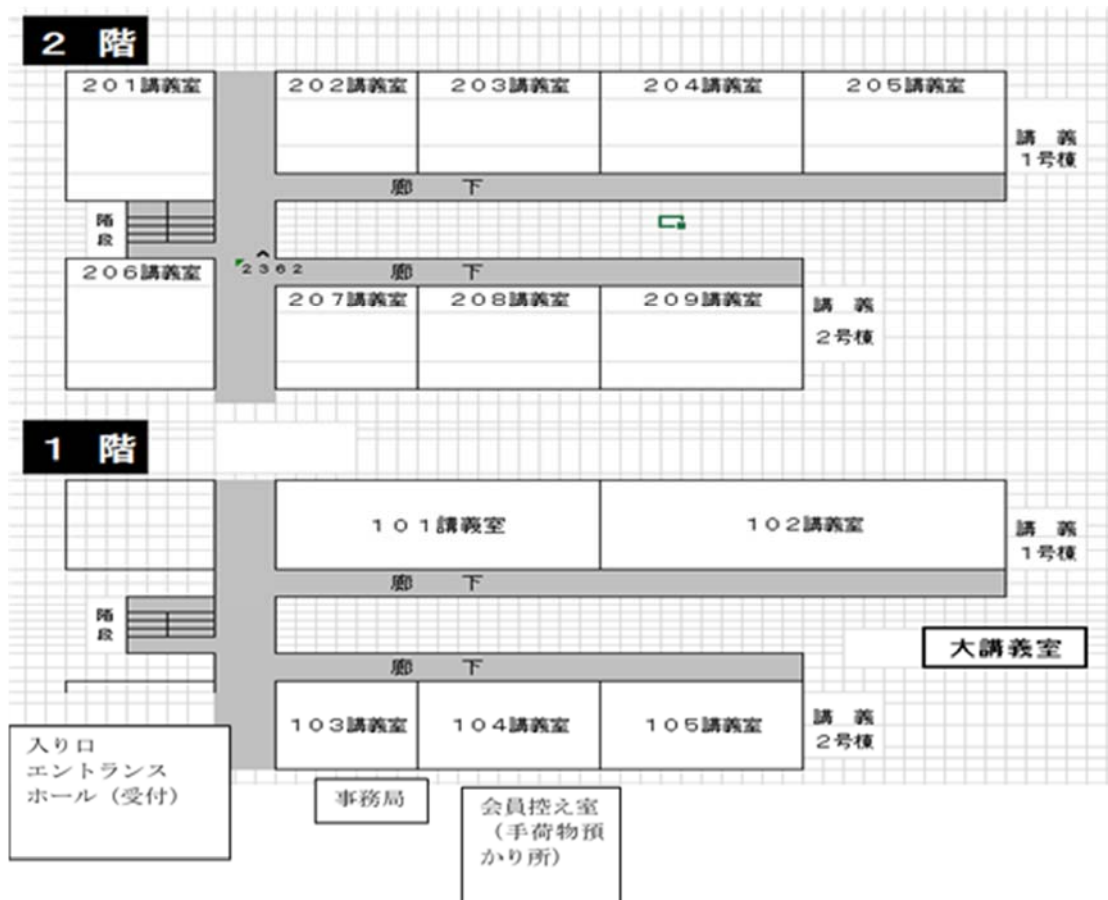 ２ 階
２０１講義室
２０２講義室
２０３講義室
２０４講義室
２０５講義室
講 義
１号棟
廊 下
階
段
２０６講義室
2362
廊 下
２０７講義室
２０８講義室
２０９講義室
講 義
２号棟
１ 階
１０１講義室
１０２講義室
講 義
１号棟
廊 下
階
段
大講義室
廊 下
１０３講義室
１０４講義室
１０５講義室
講 義
２号棟
入り口
エントランス
ホール（受付）
事務局
会員控え室
（手荷物預
かり所）